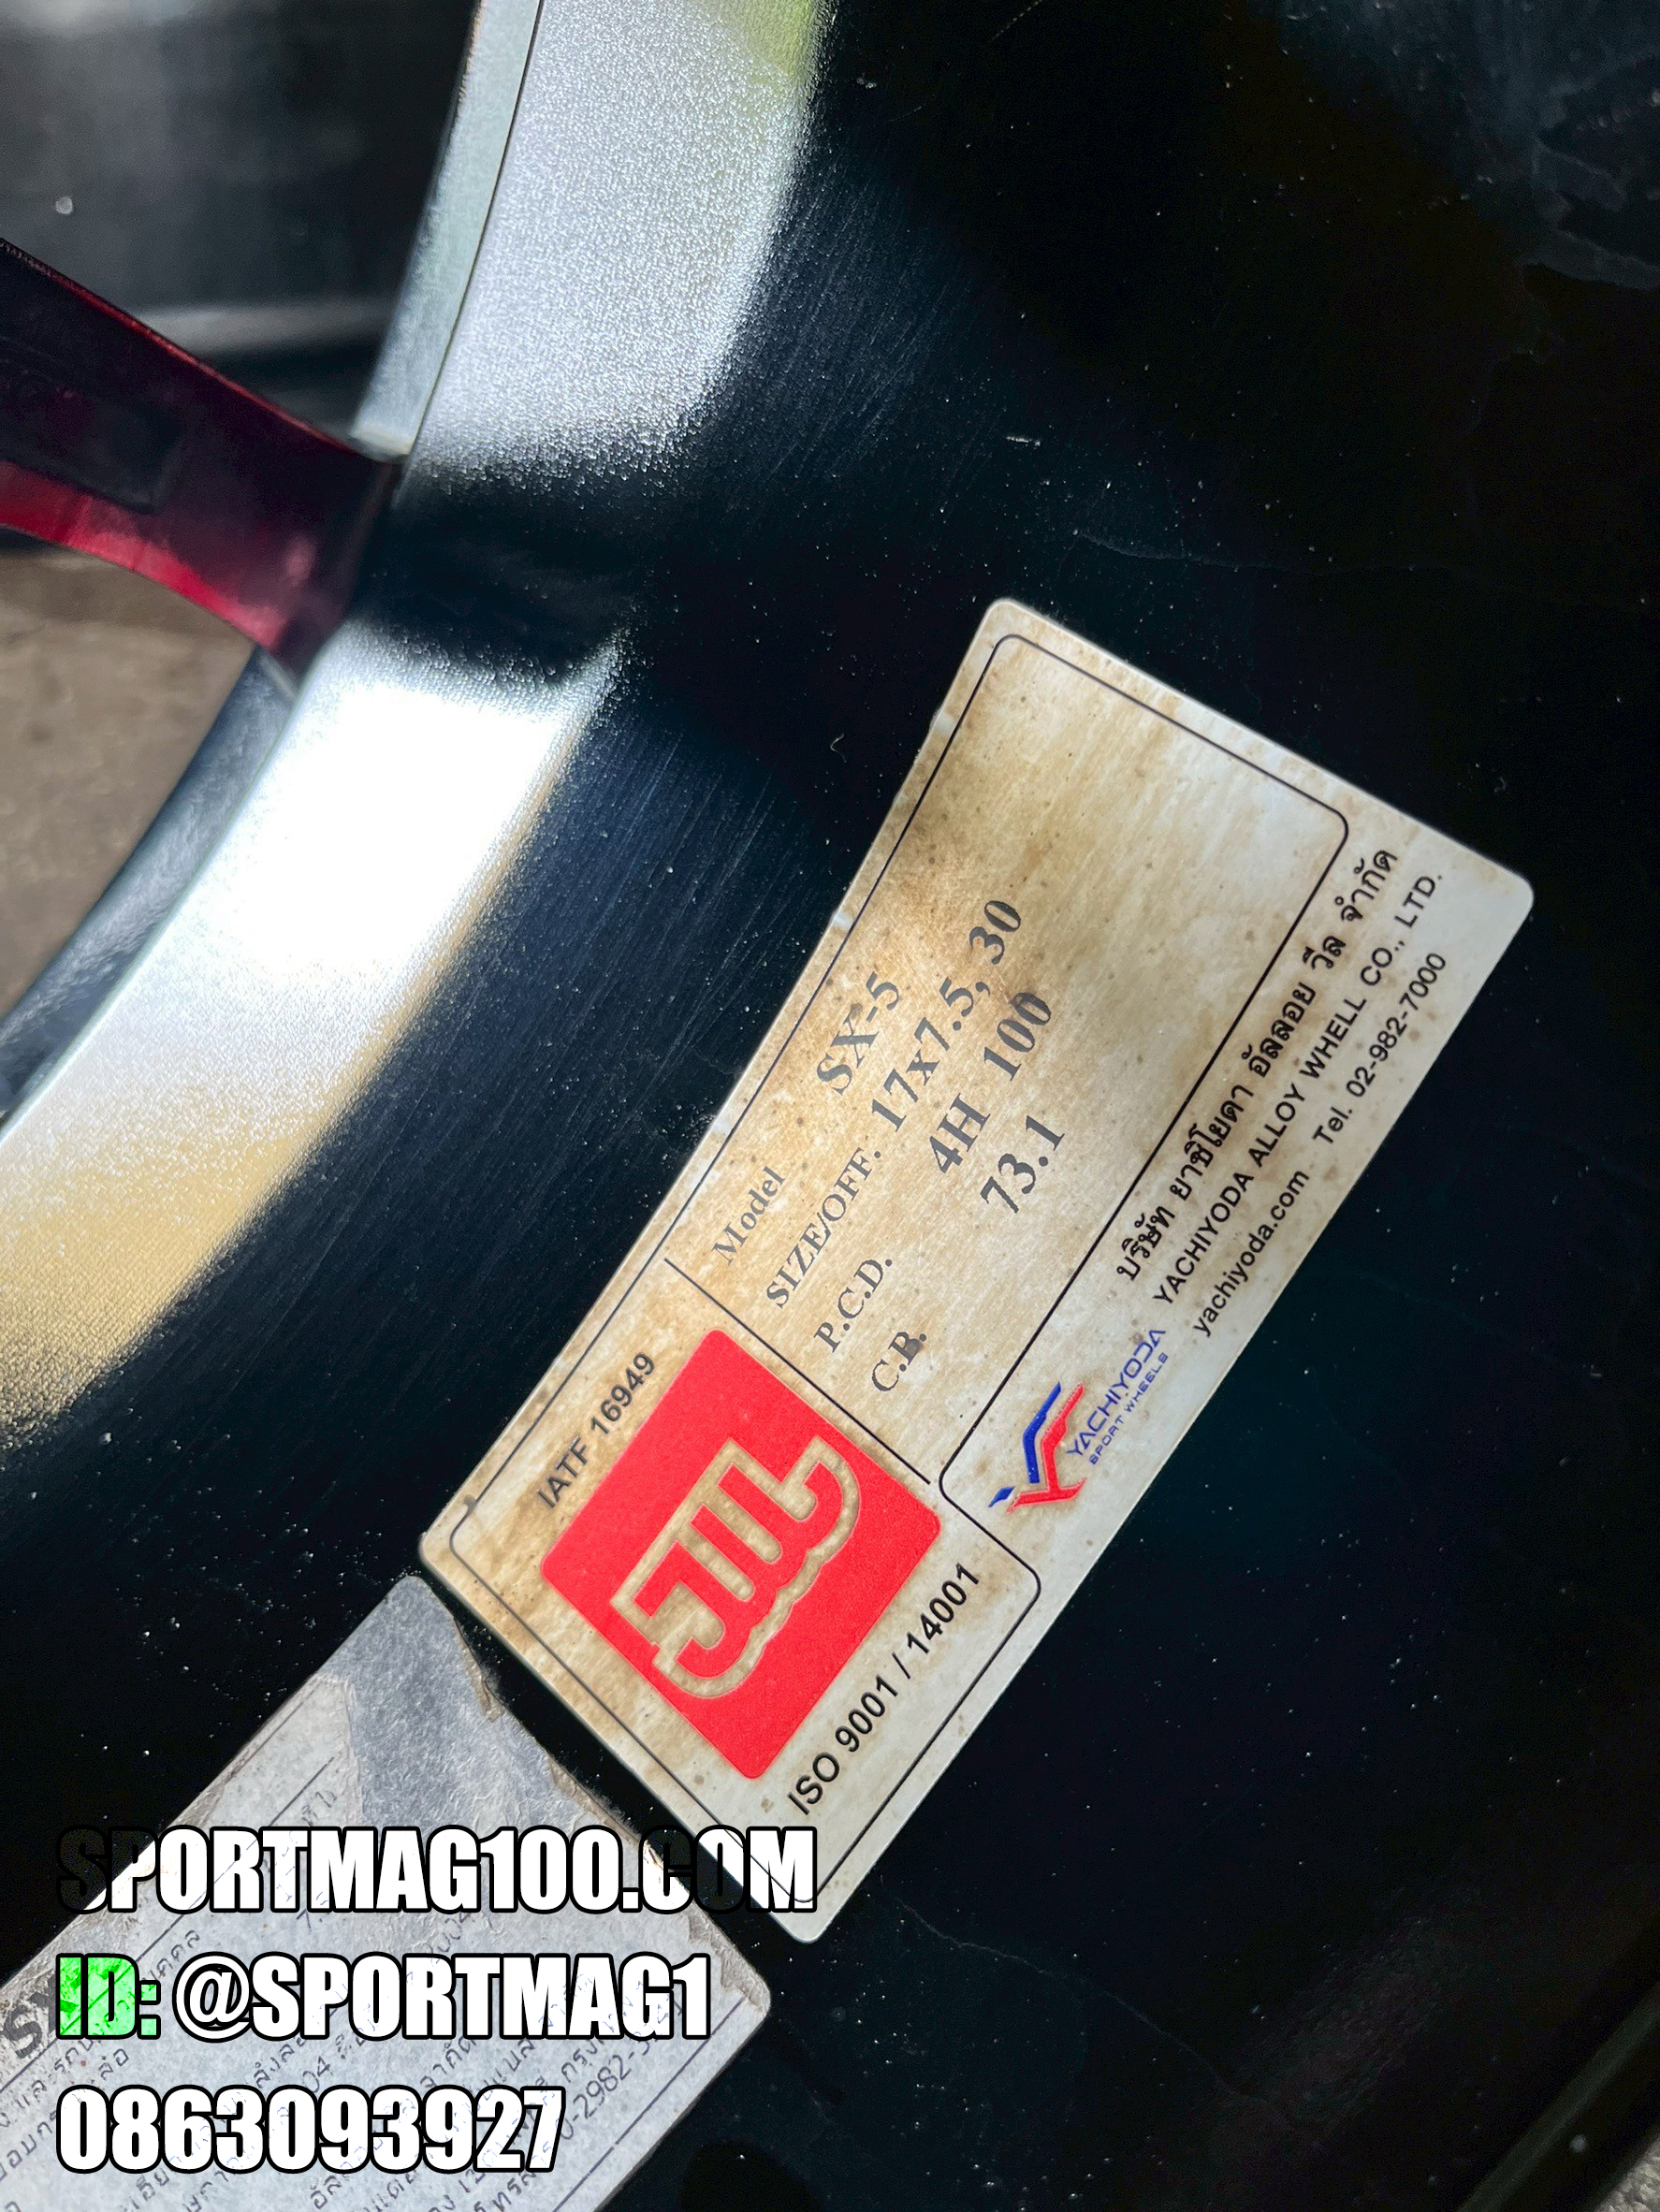 Model SX-5
SIZE/OFF. 17x7.5, 30
P.C.D. 4H 100
C.B. 73.1
IATF 16949
JWL
ISO 9001 / 14001
YACHIYODA
SPORT WHEELS
บริษัท ยาชิโยดา อัลลอย วีล จำกัด
YACHIYODA ALLOY WHELL CO., LTD.
yachiyoda.com Tel. 02-982-7000
SPORTMAG100.COM
ID: @SPORTMAG1
0863093927